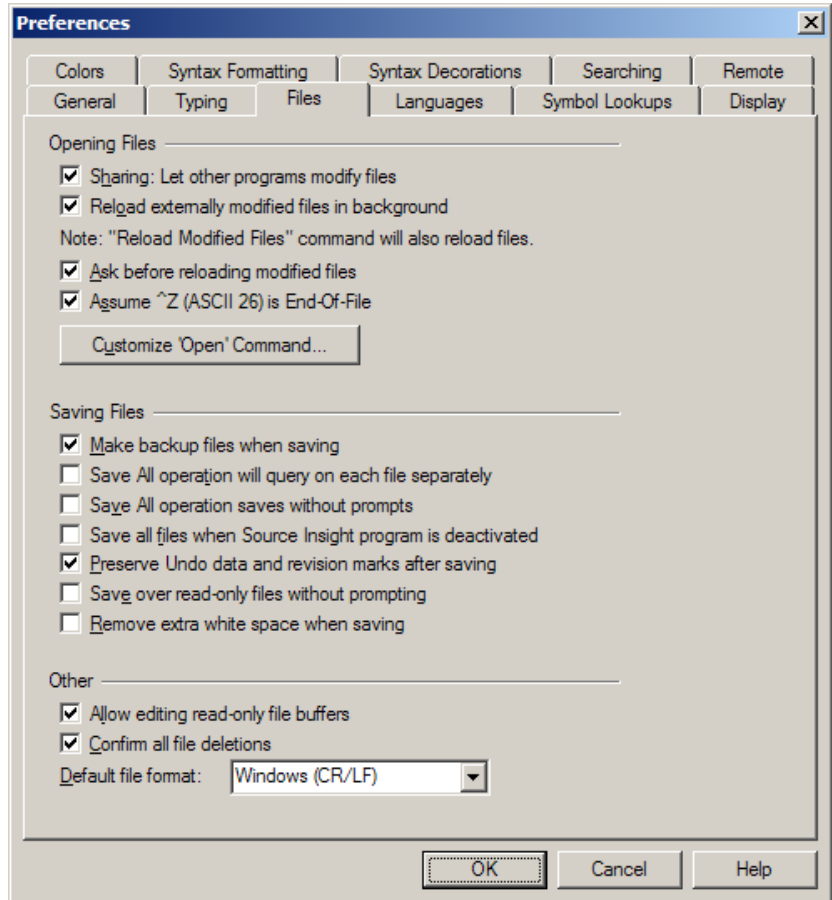 Preferences
Colors Syntax Formatting Syntax Decorations Searching Remote
General Typing Files Languages Symbol Lookups Display
Opening Files
Sharing: Let other programs modify files
Reload externally modified files in background
Note: "Reload Modified Files" command will also reload files.
Ask before reloading modified files
Assume ^Z (ASCII 26) is End-Of-File
Customize 'Open' Command...
Saving Files
Make backup files when saving
Save All operation will query on each file separately
Save All operation saves without prompts
Save all files when Source Insight program is deactivated
Preserve Undo data and revision marks after saving
Save over read-only files without prompting
Remove extra white space when saving
Other
Allow editing read-only file buffers
Confirm all file deletions
Default file format: Windows (CR/LF)
OK Cancel Help